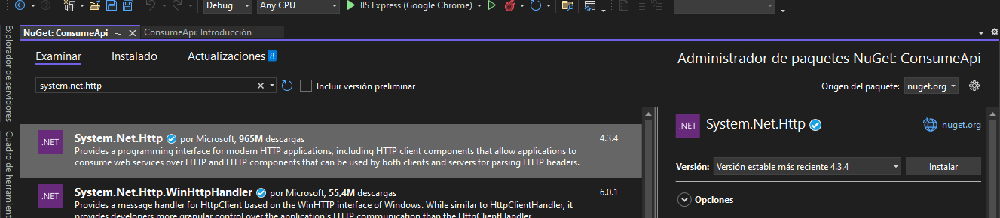 Debug
Any CPU
IIS Express (Google Chrome)
Explorador de servidores
Cuadro de herramient
NuGet: ConsumeApi
ConsumeApi: Introducción
Examinar
Instalado
Actualizaciones 8
Administrador de paquetes NuGet: ConsumeApi
system.net.http
Incluir versión preliminar
Origen del paquete: nuget.org
.NET
System.Net.Http por Microsoft, 965M descargas
4.3.4
Provides a programming interface for modern HTTP applications, including HTTP client components that allow applications to
consume web services over HTTP and HTTP components that can be used by both clients and servers for parsing HTTP headers.
.NET
System.Net.Http.WinHttpHandler por Microsoft, 55,4M descargas
6.0.1
Provides a message handler for HttpClient based on the WinHTTP interface of Windows. While similar to HttpClientHandler, it
provides developers more granular control over the application's HTTP communication than the HttpClientHandler.
.NET
System.Net.Http
nuget.org
Versión: Versión estable más reciente 4.3.4
Instalar
Opciones